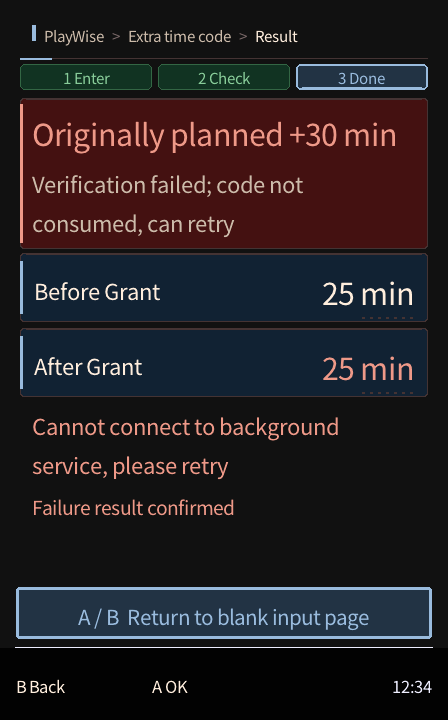 PlayWise > Extra time code > Result
1 Enter 2 Check 3 Done
Originally planned +30 min
Verification failed; code not
consumed, can retry
Before Grant 25 min
After Grant 25 min
Cannot connect to background
service, please retry
Failure result confirmed
A / B Return to blank input page
B Back A OK 12:34